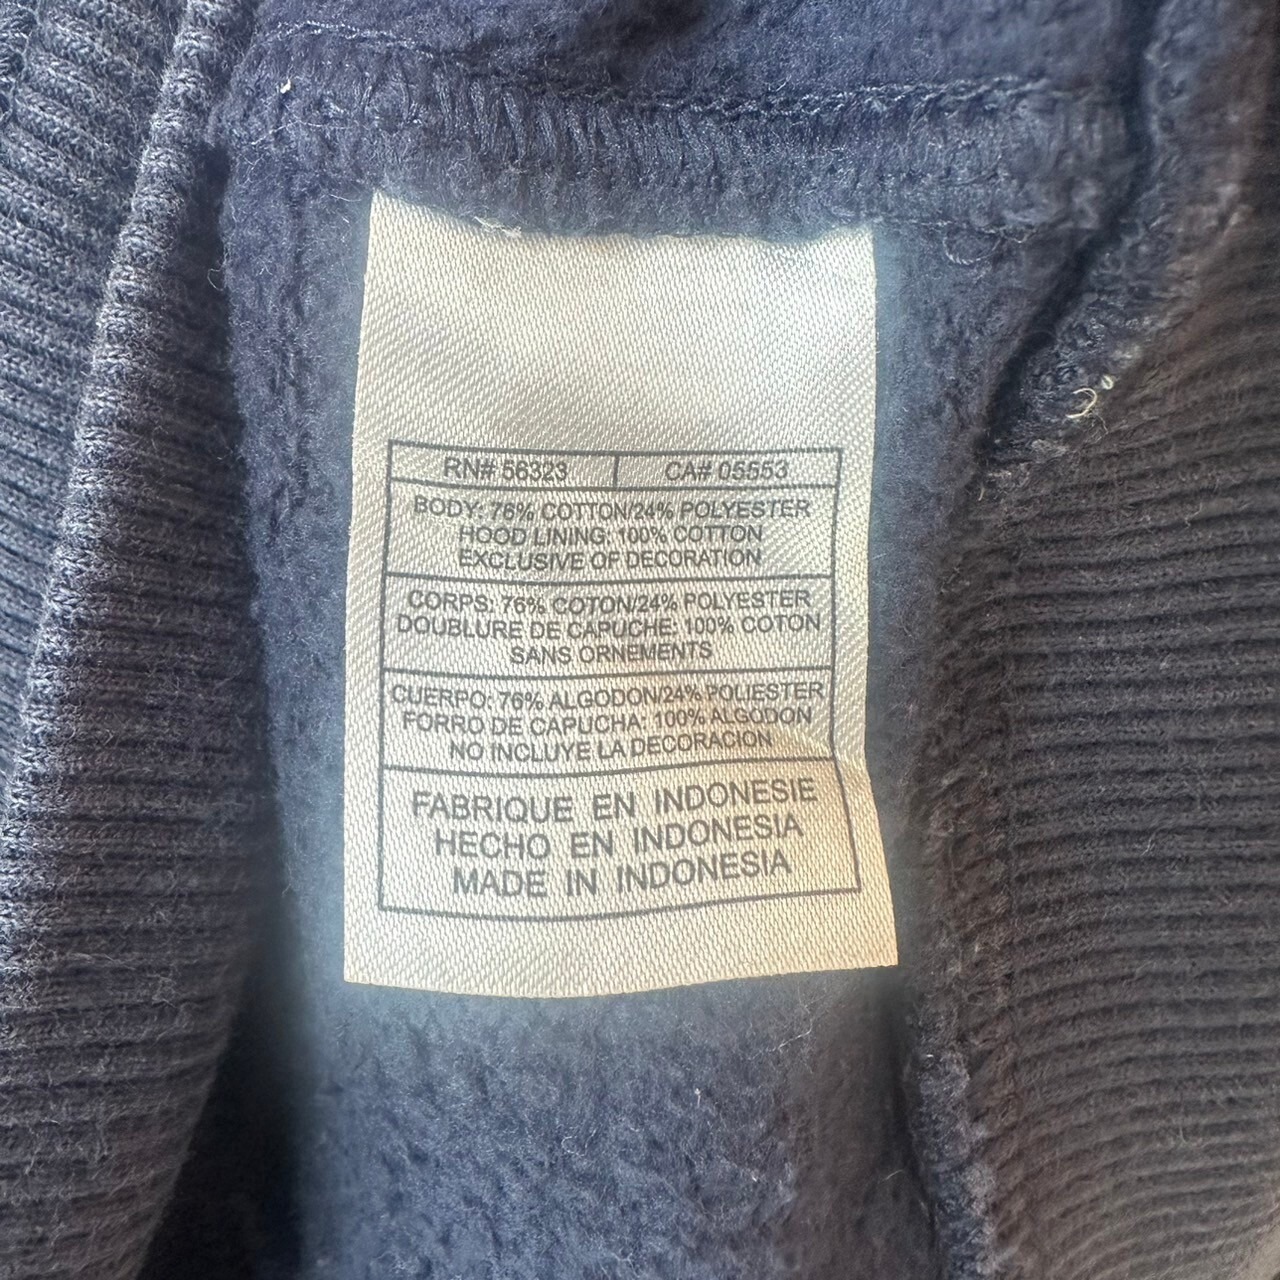 RN# 56323 CA# 05553
BODY: 76% COTTON/24% POLYESTER
HOOD LINING: 100% COTTON
EXCLUSIVE OF DECORATION
CORPS: 76% COTON/24% POLYESTER
DOUBLURE DE CAPUCHE: 100% COTON
SANS ORNEMENTS
CUERPO: 76% ALGODON/24% POLIESTER
FORRO DE CAPUCHA: 100% ALGODON
NO INCLUYE LA DECORACION
FABRIQUE EN INDONESIE
HECHO EN INDONESIA
MADE IN INDONESIA